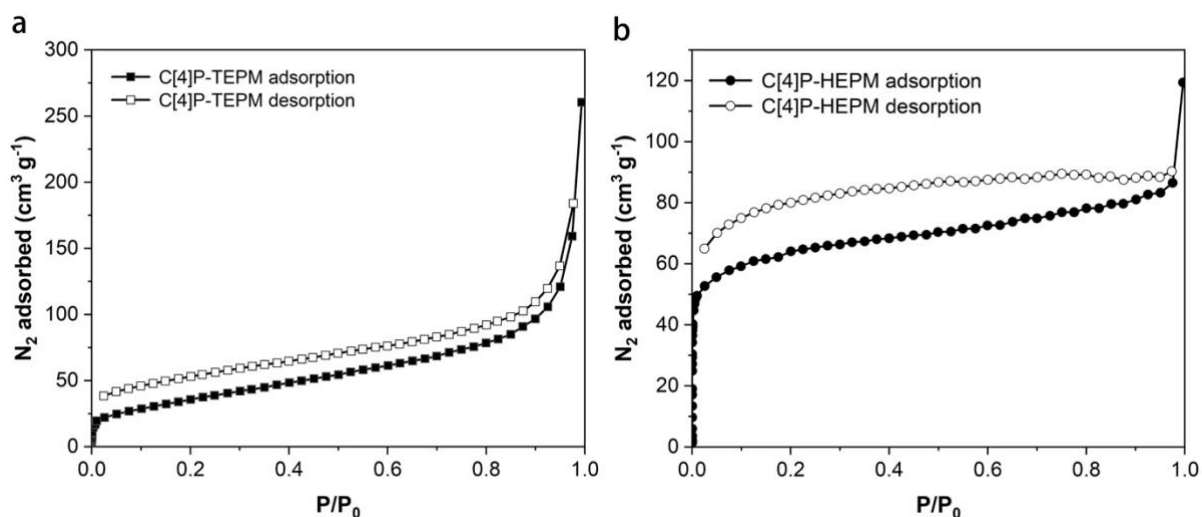 a
300
250
200
150
100
50
0
N₂ adsorbed (cm³ g⁻¹)
C[4]P-TEPM adsorption
C[4]P-TEPM desorption
0.0 0.2 0.4 0.6 0.8 1.0
P/P₀
b
120
100
80
60
40
20
0
N₂ adsorbed (cm³ g⁻¹)
C[4]P-HEPM adsorption
C[4]P-HEPM desorption
0.0 0.2 0.4 0.6 0.8 1.0
P/P₀